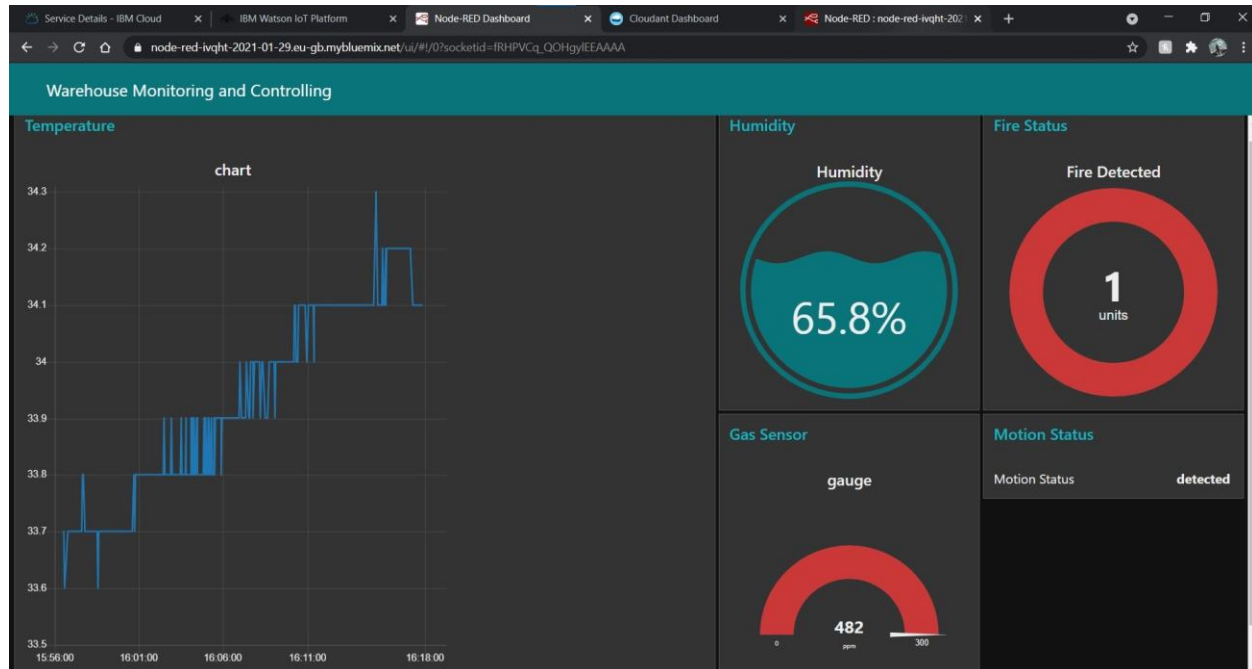 Service Details - IBM Cloud
IBM Watson IoT Platform
Node-RED Dashboard
Cloudant Dashboard
Node-RED : node-red-ivqht-202
node-red-ivqht-2021-01-29.eu-gb.mybluemix.net/ui/#!/0?socketid=fRHPVCq_QOHgylEEAAAA
Warehouse Monitoring and Controlling
Temperature
chart
34.3
34.2
34.1
34
33.9
33.8
33.7
33.6
33.5
15:56:00 16:01:00 16:06:00 16:11:00 16:18:00
Humidity
Humidity
65.8%
Fire Status
Fire Detected
1
units
Gas Sensor
gauge
482
ppm
0 300
Motion Status
Motion Status detected